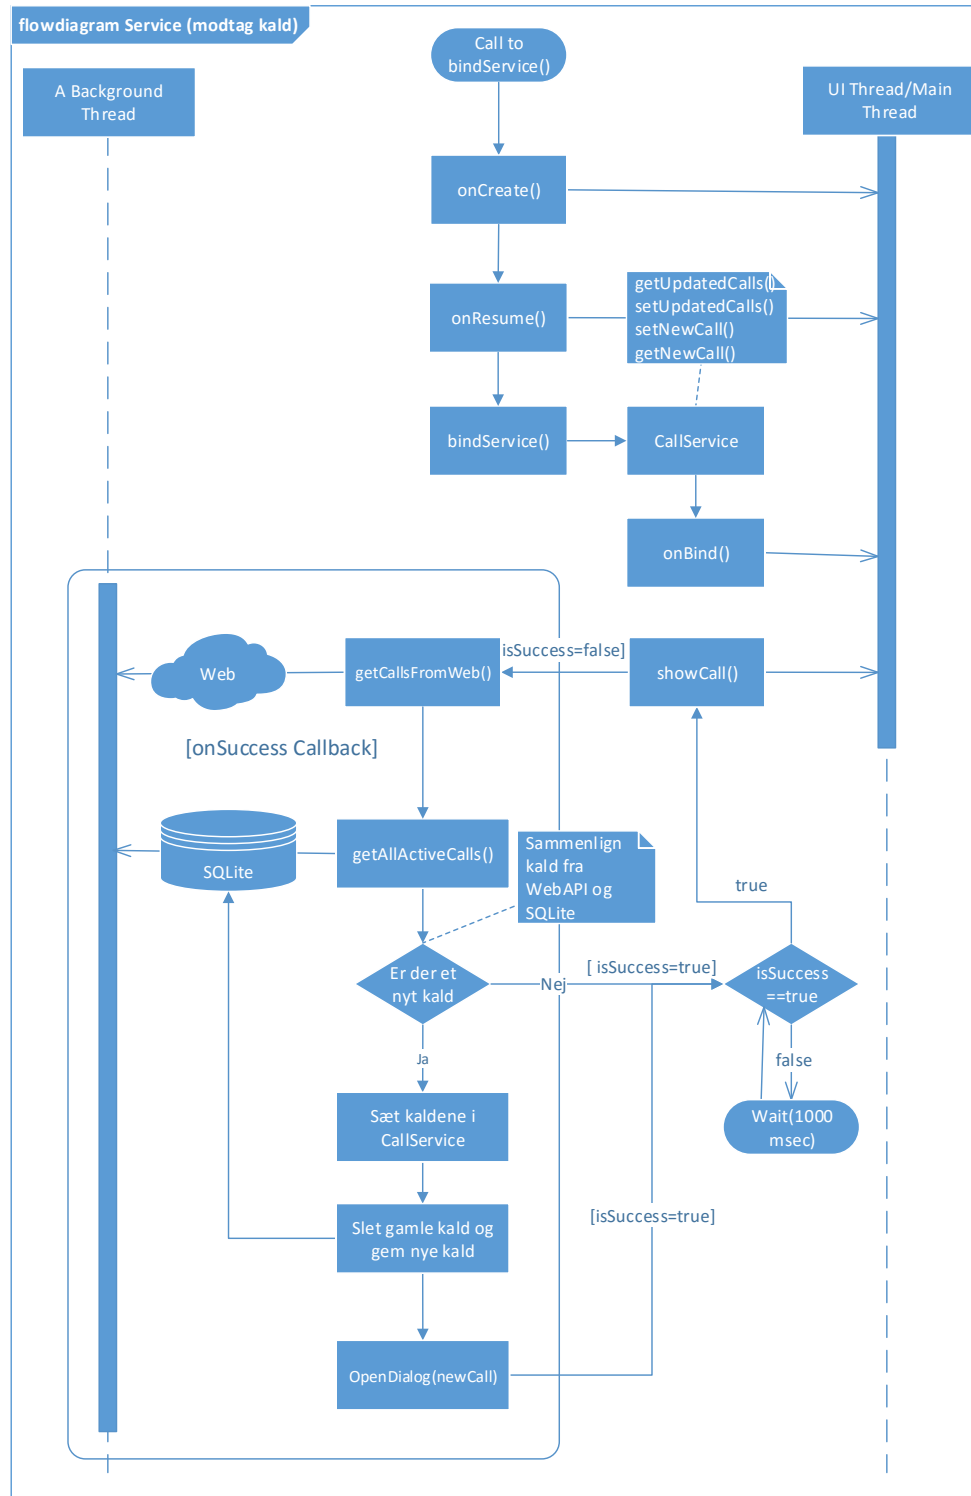 flowdiagram Service (modtag kald)
Call to
bindService()
A Background
Thread
UI Thread/Main
Thread
onCreate()
getUpdatedCalls()
setUpdatedCalls()
setNewCall()
getNewCall()
onResume()
bindService()
CallService
onBind()
isSuccess=false]
Web
getCallsFromWeb()
showCall()
[onSuccess Callback]
Sammenlign
kald fra
WebAPI og
SQLite
getAllActiveCalls()
SQLite
true
Er der et
nyt kald
Nej
[ isSuccess=true]
isSuccess
==true
Ja
false
Sæt kaldene i
CallService
Wait(1000
msec)
Slet gamle kald og
gem nye kald
[isSuccess=true]
OpenDialog(newCall)